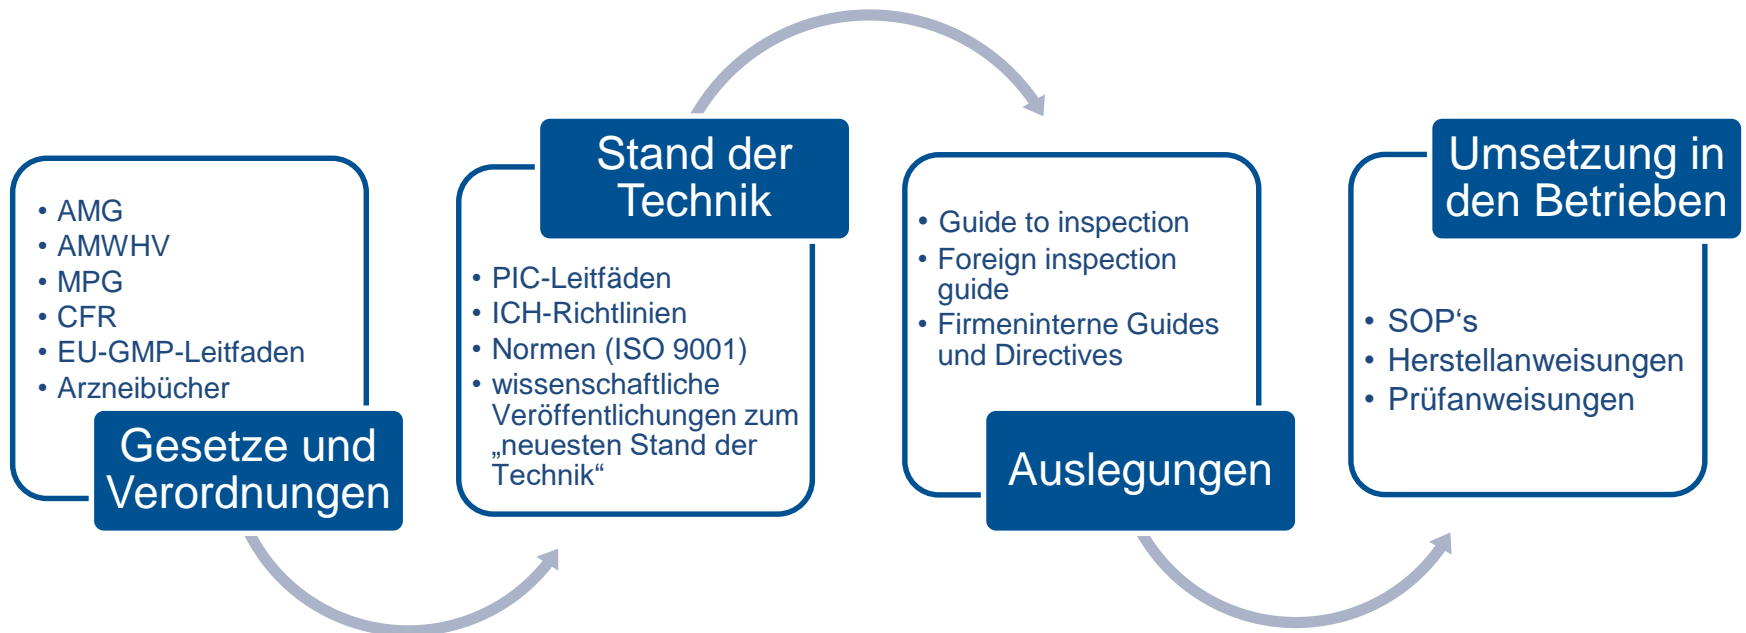 • AMG
• AMWHV
• MPG
• CFR
• EU-GMP-Leitfaden
• Arzneibücher
Gesetze und
Verordnungen
Stand der
Technik
• PIC-Leitfäden
• ICH-Richtlinien
• Normen (ISO 9001)
• wissenschaftliche
Veröffentlichungen zum
„neuesten Stand der
Technik“
• Guide to inspection
• Foreign inspection
guide
• Firmeninterne Guides
und Directives
Auslegungen
Umsetzung in
den Betrieben
• SOP‘s
• Herstellanweisungen
• Prüfanweisungen